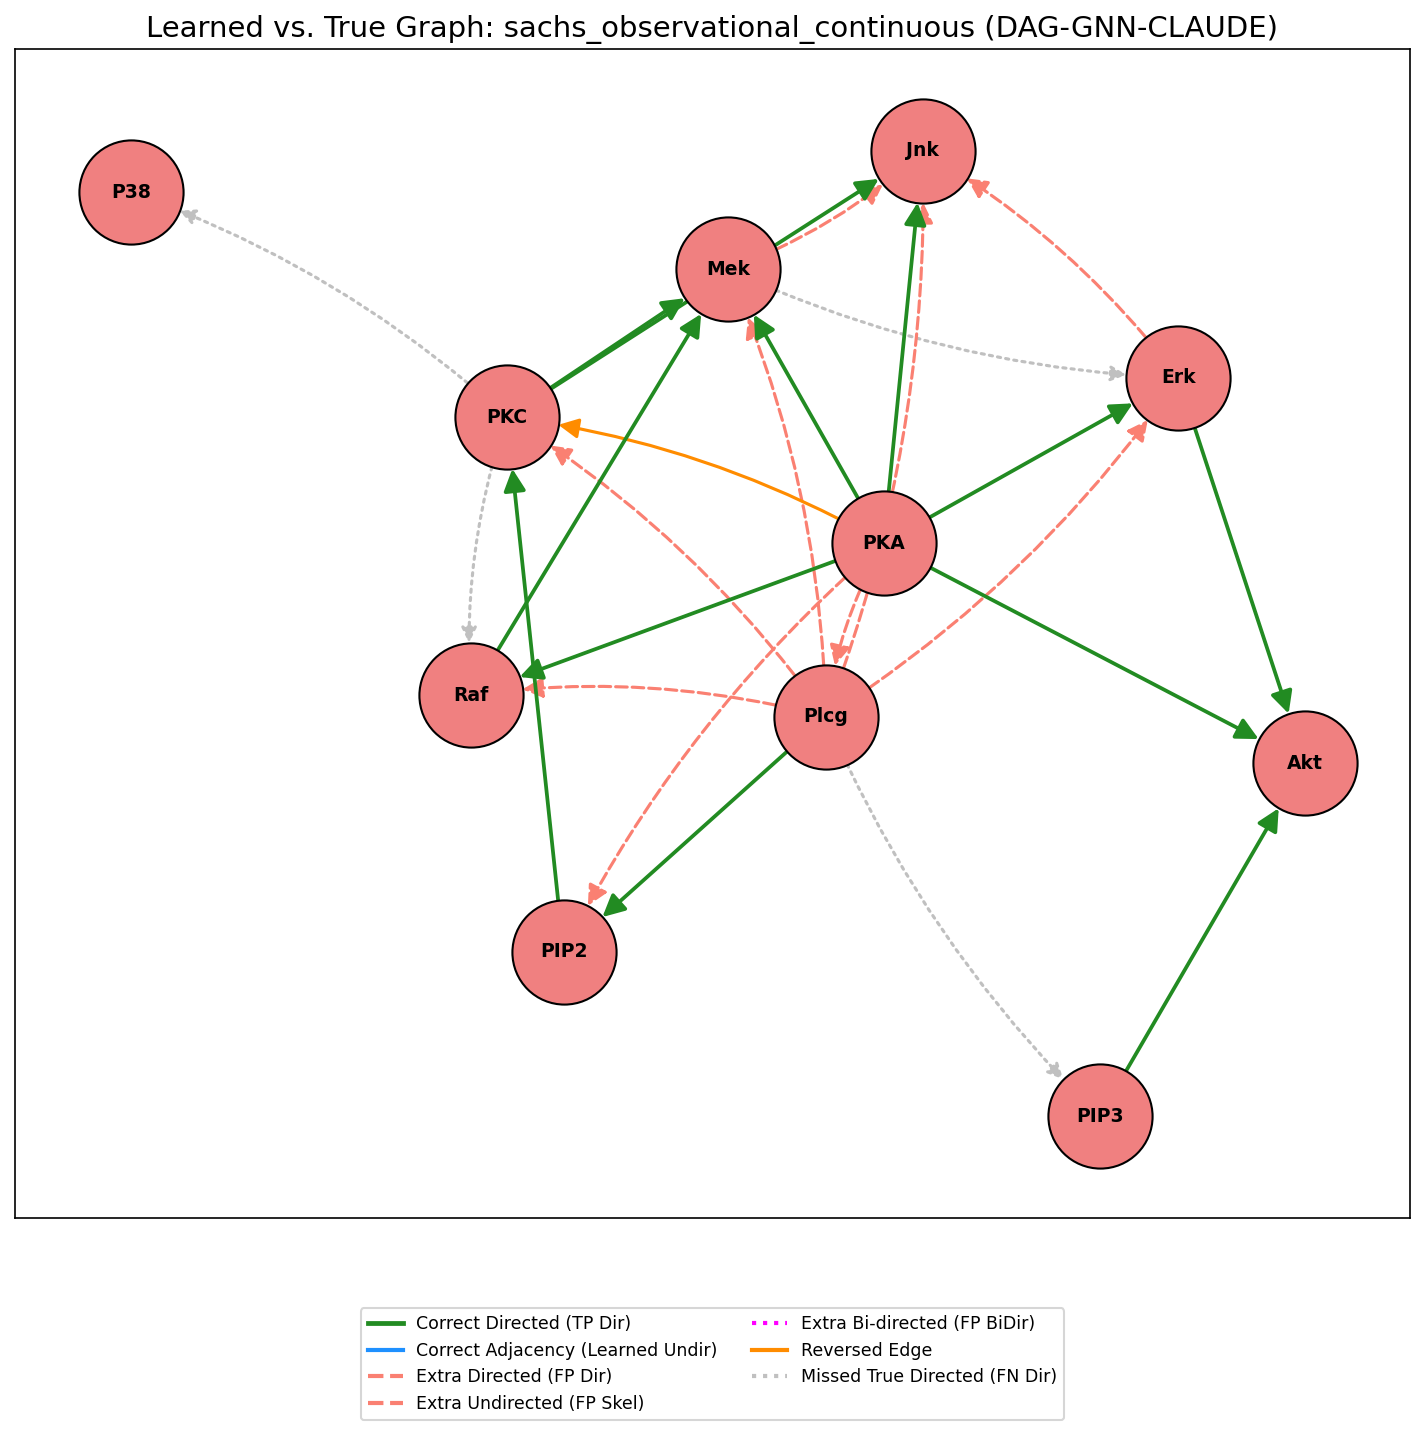 Learned vs. True Graph: sachs_observational_continuous (DAG-GNN-CLAUDE)
Jnk
P38
Mek
Erk
PKC
PKA
Raf
Plcg
Akt
PIP2
PIP3
Correct Directed (TP Dir)
Correct Adjacency (Learned Undir)
Extra Directed (FP Dir)
Extra Undirected (FP Skel)
Extra Bi-directed (FP BiDir)
Reversed Edge
Missed True Directed (FN Dir)